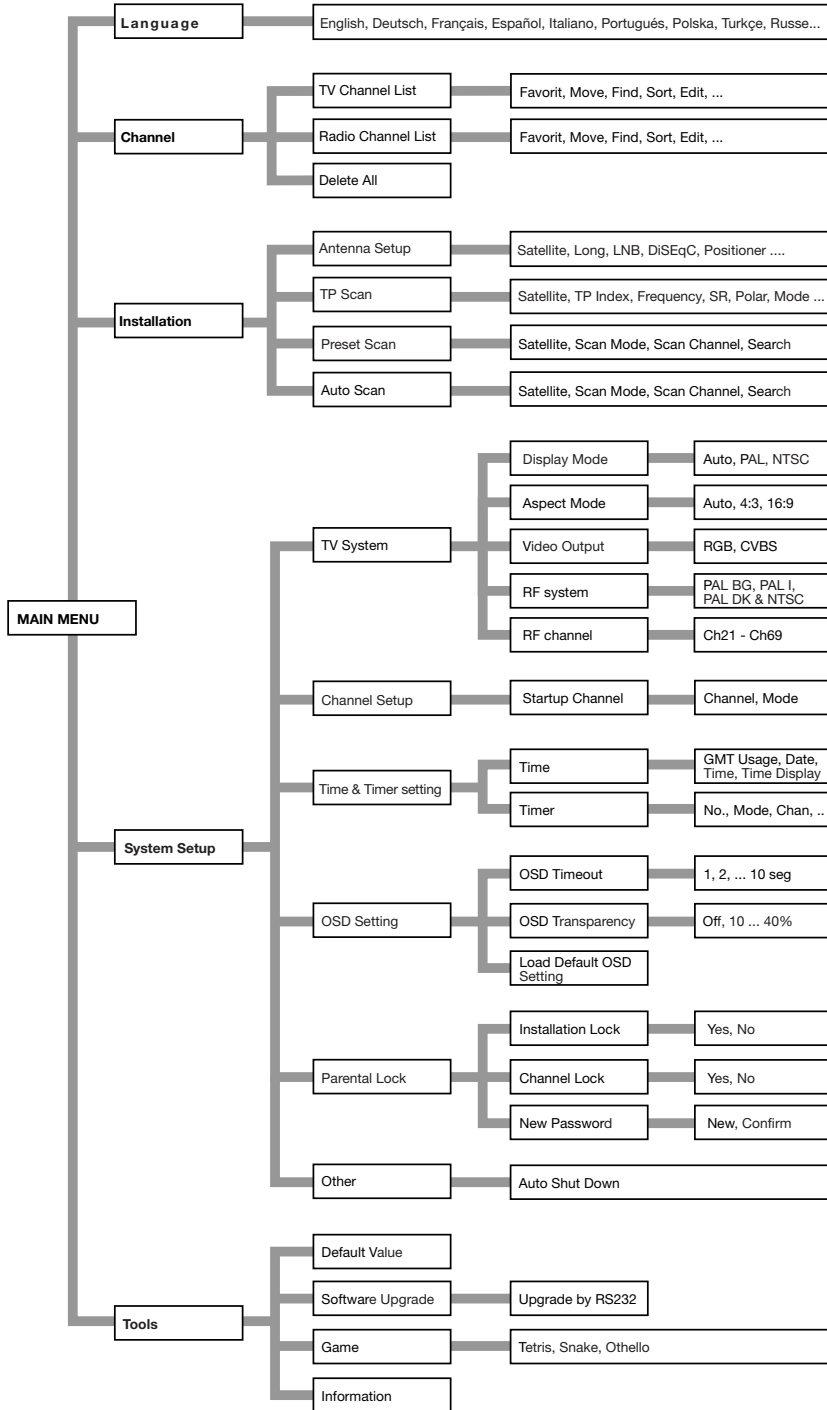 Language
English, Deutsch, Français, Español, Italiano, Portugués, Polska, Turkçe, Russe...
Channel
TV Channel List
Favorit, Move, Find, Sort, Edit, ...
Radio Channel List
Favorit, Move, Find, Sort, Edit, ...
Delete All
Installation
Antenna Setup
Satellite, Long, LNB, DiSEqC, Positioner ....
TP Scan
Satellite, TP Index, Frequency, SR, Polar, Mode ...
Preset Scan
Satellite, Scan Mode, Scan Channel, Search
Auto Scan
Satellite, Scan Mode, Scan Channel, Search
MAIN MENU
System Setup
TV System
Display Mode
Auto, PAL, NTSC
Aspect Mode
Auto, 4:3, 16:9
Video Output
RGB, CVBS
RF system
PAL BG, PAL I,
PAL DK & NTSC
RF channel
Ch21 - Ch69
Channel Setup
Startup Channel
Channel, Mode
Time & Timer setting
Time
GMT Usage, Date,
Time, Time Display
Timer
No., Mode, Chan, ..
OSD Setting
OSD Timeout
1, 2, ... 10 seg
OSD Transparency
Off, 10 ... 40%
Load Default OSD
Setting
Parental Lock
Installation Lock
Yes, No
Channel Lock
Yes, No
New Password
New, Confirm
Other
Auto Shut Down
Tools
Default Value
Software Upgrade
Upgrade by RS232
Game
Tetris, Snake, Othello
Information